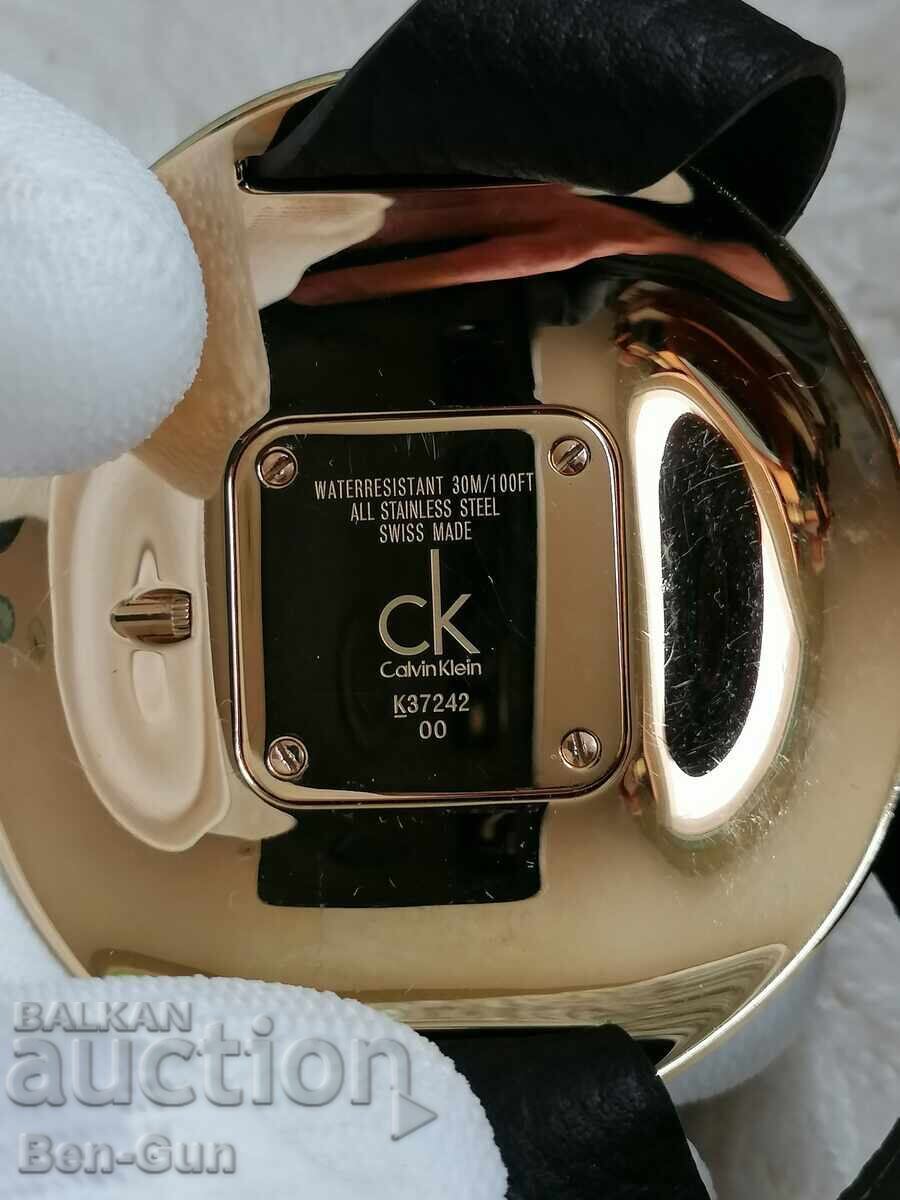 WATERRESISTANT 30M/100FT
ALL STAINLESS STEEL
SWISS MADE
ck
Calvin Klein
K37242
00
BALKAN
auction
Ben-Gun